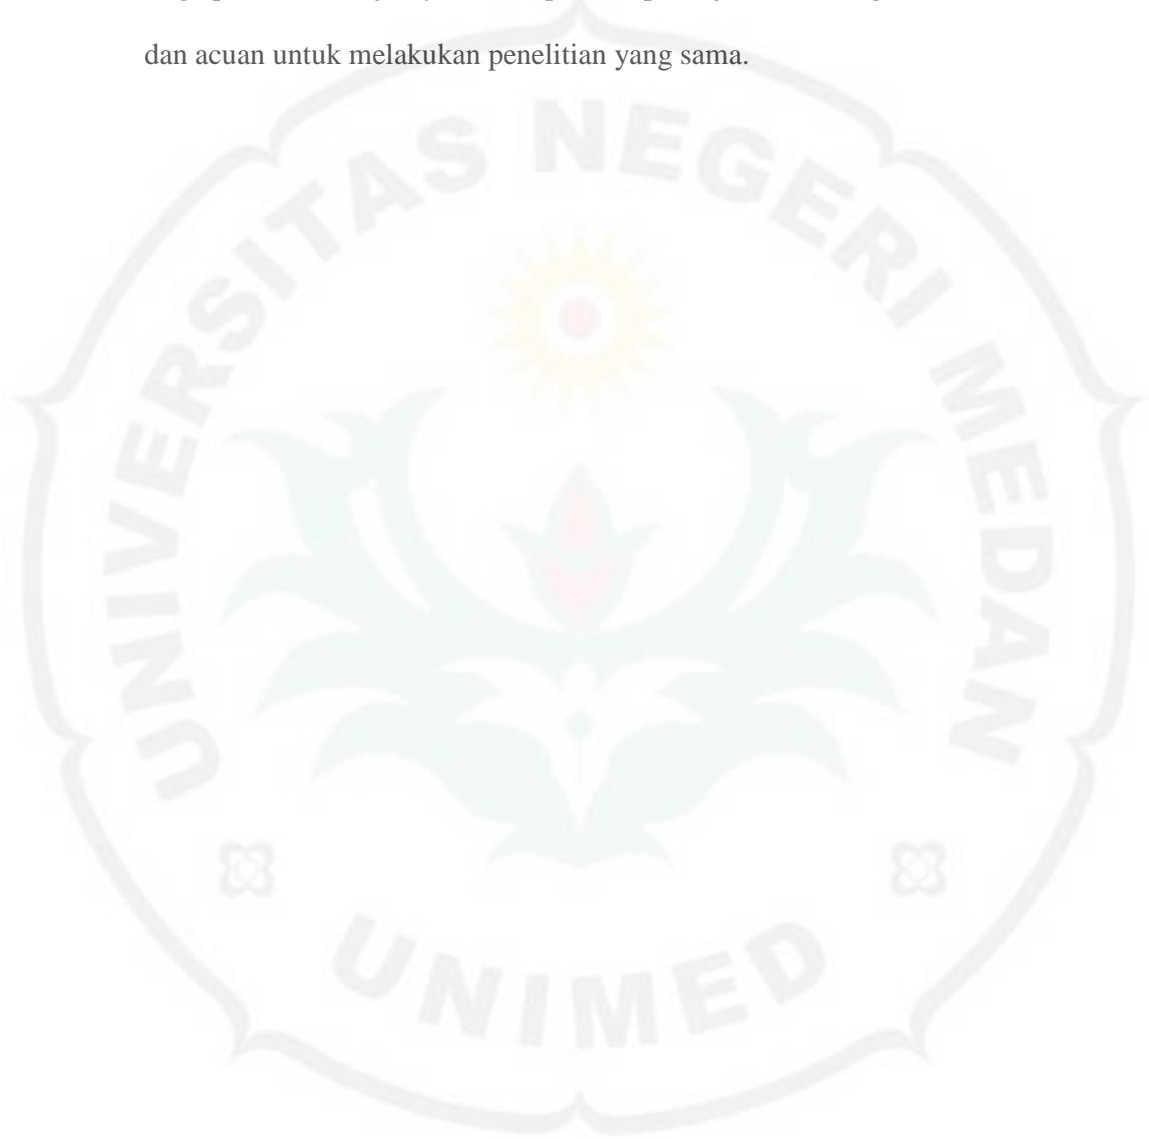 dan acuan untuk melakukan penelitian yang sama.
UNIVERSITAS NEGERI MEDAN
UNIMED